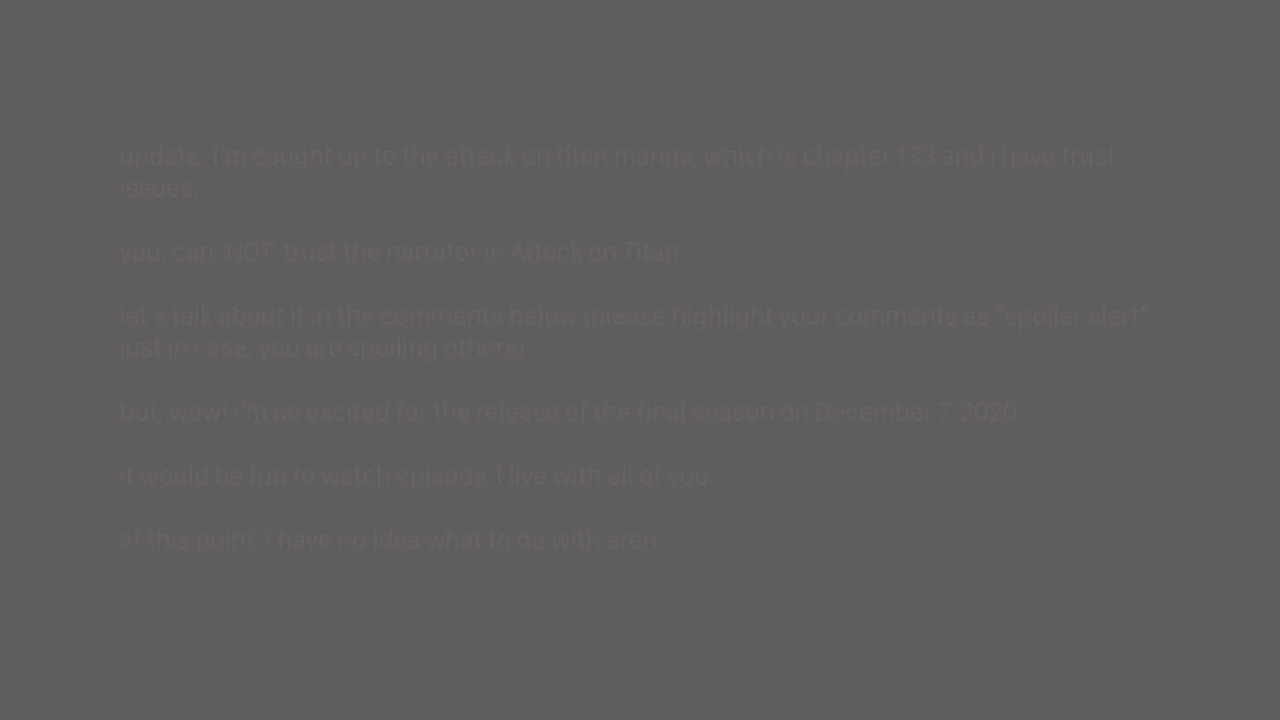 update. i'm caught up to the attack on titan manga, which is chapter 133 and i have trust
issues.
you. can. NOT. trust the narrator in Attack on Titan
let's talk about it in the comments below (please highlight your comments as "spoiler alert"
just in case, you are spoiling others).
but, wow! i'm so excited for the release of the final season on December 7, 2020
it would be fun to watch episode 1 live with all of you.
at this point, i have no idea what to do with eren.